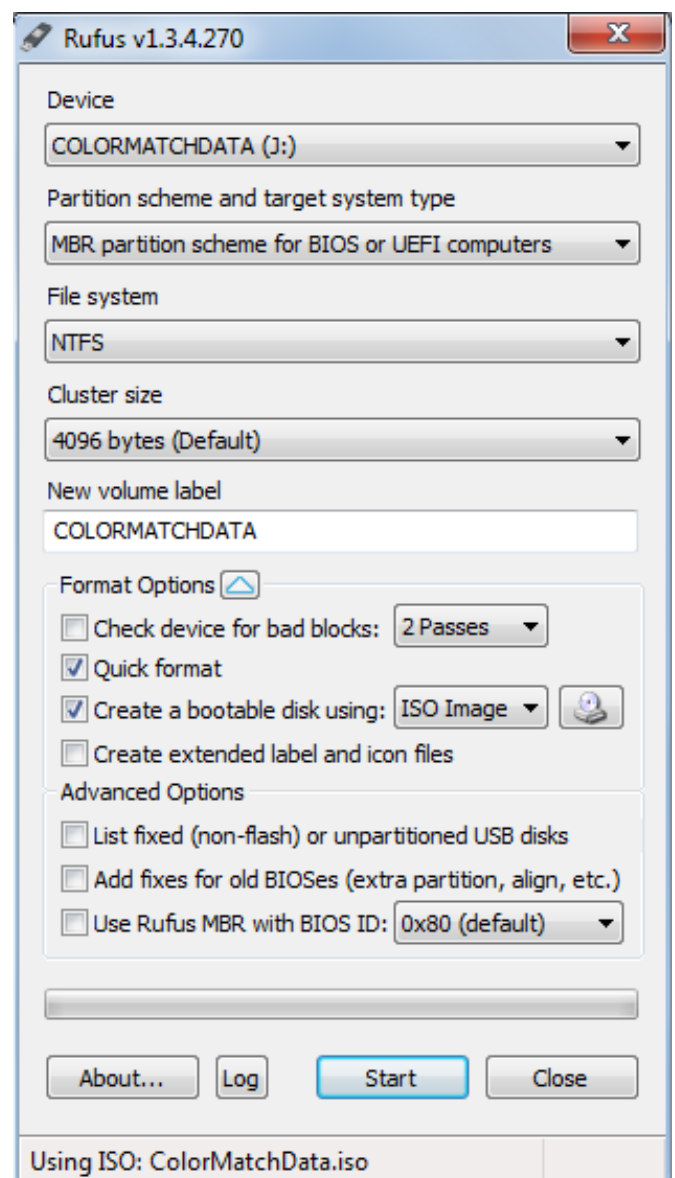 Rufus v1.3.4.270
Device
COLORMATCHDATA (J:)
Partition scheme and target system type
MBR partition scheme for BIOS or UEFI computers
File system
NTFS
Cluster size
4096 bytes (Default)
New volume label
COLORMATCHDATA
Format Options
Check device for bad blocks: 2 Passes
Quick format
Create a bootable disk using: ISO Image
Create extended label and icon files
Advanced Options
List fixed (non-flash) or unpartitioned USB disks
Add fixes for old BIOSes (extra partition, align, etc.)
Use Rufus MBR with BIOS ID: 0x80 (default)
About... Log Start Close
Using ISO: ColorMatchData.iso